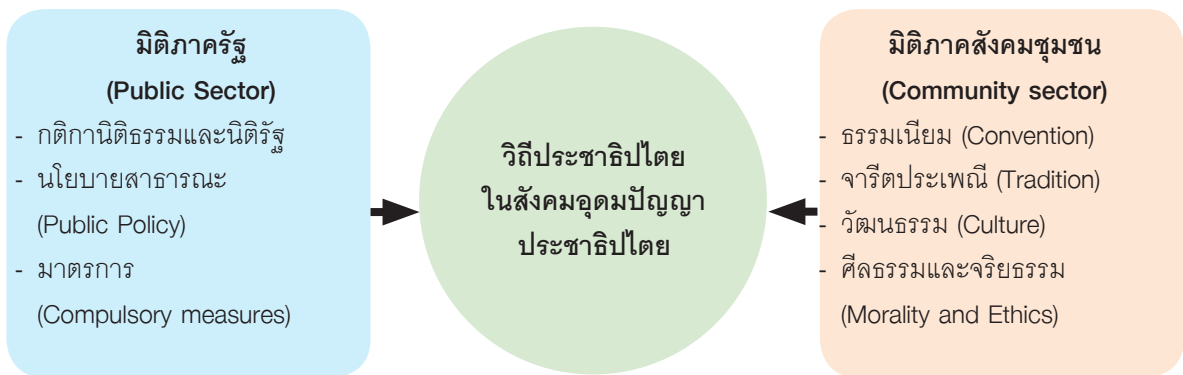 มิติภาครัฐ
(Public Sector)
- กติกานิติธรรมและนิติรัฐ
- นโยบายสาธารณะ
(Public Policy)
- มาตรการ
(Compulsory measures)
วิถีประชาธิปไตย
ในสังคมอุดมปัญญา
ประชาธิปไตย
มิติภาคสังคมชุมชน
(Community sector)
- ธรรมเนียม (Convention)
- จารีตประเพณี (Tradition)
- วัฒนธรรม (Culture)
- ศีลธรรมและจริยธรรม
(Morality and Ethics)